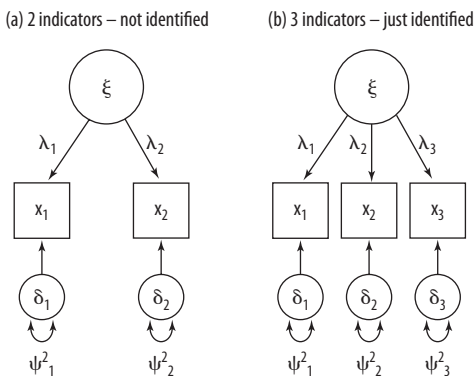 (a) 2 indicators – not identified
(b) 3 indicators – just identified
ξ
λ₁ λ₂
x₁ x₂
δ₁ δ₂
ψ²₁ ψ²₂
ξ
λ₁ λ₂ λ₃
x₁ x₂ x₃
δ₁ δ₂ δ₃
ψ²₁ ψ²₂ ψ²₃